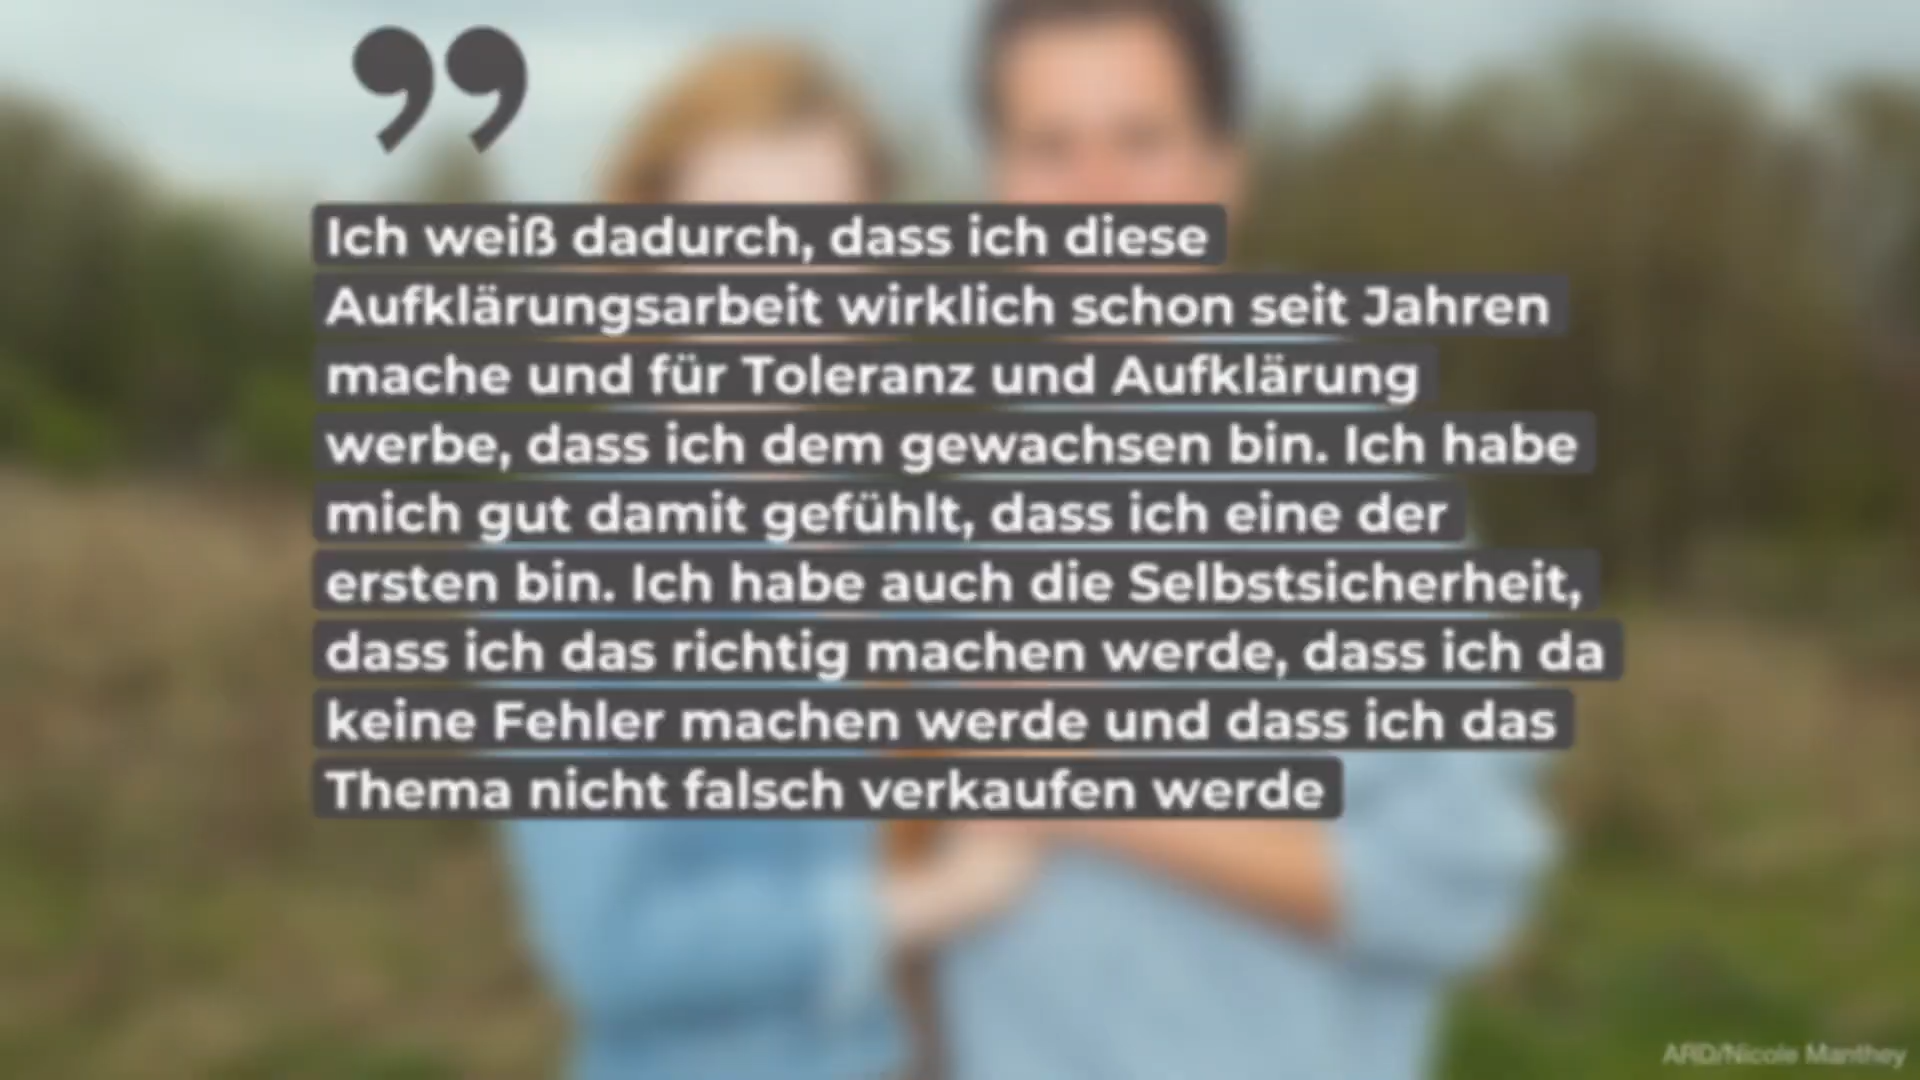 ”
Ich weiß dadurch, dass ich diese
Aufklärungsarbeit wirklich schon seit Jahren
mache und für Toleranz und Aufklärung
werbe, dass ich dem gewachsen bin. Ich habe
mich gut damit gefühlt, dass ich eine der
ersten bin. Ich habe auch die Selbstsicherheit,
dass ich das richtig machen werde, dass ich da
keine Fehler machen werde und dass ich das
Thema nicht falsch verkaufen werde
ARD/Nicole Manthey